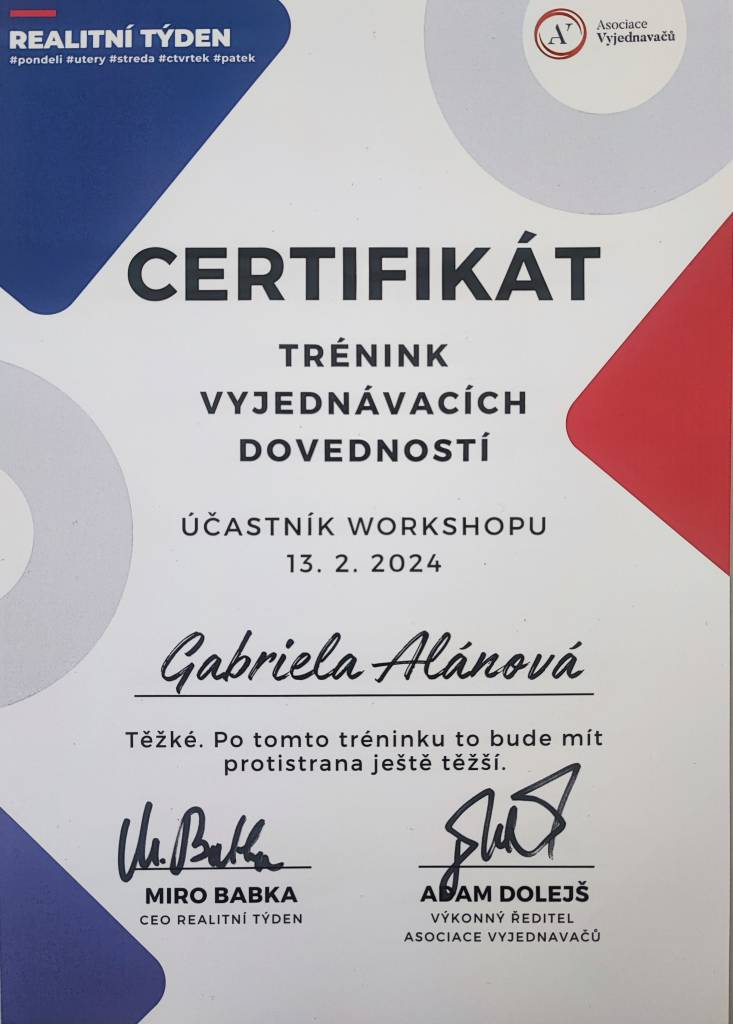 REALITNÍ TÝDEN
#pondeli #utery #streda #ctvrtek #patek
AV
Asociace
Vyjednavačů
CERTIFIKÁT
TRÉNINK
VYJEDNÁVACÍCH
DOVEDNOSTÍ
ÚČASTNÍK WORKSHOPU
13. 2. 2024
Gabriela Alánová
Těžké. Po tomto tréninku to bude mít
protistrana ještě těžší.
M. Babka
MIRO BABKA
CEO REALITNÍ TÝDEN
ADAM DOLEJŠ
VÝKONNÝ ŘEDITEL
ASOCIACE VYJEDNAVAČŮ